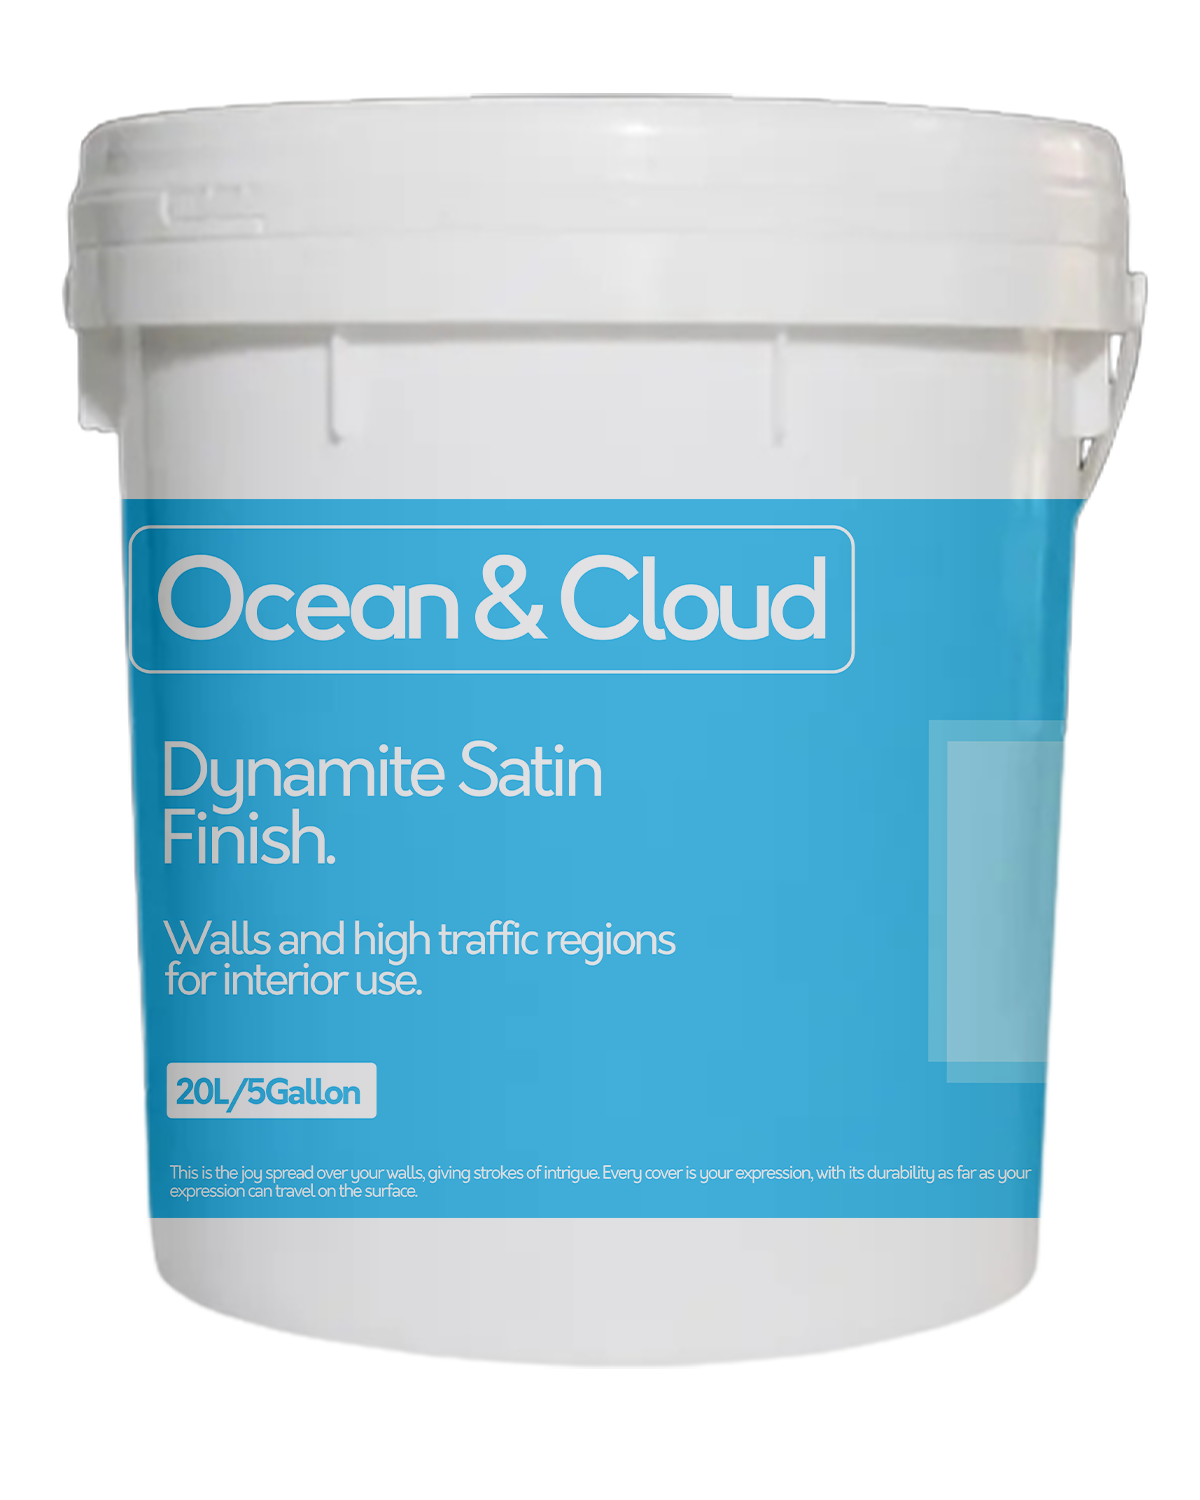 Ocean & Cloud
Dynamite Satin
Finish.
Walls and high traffic regions
for interior use.
20L/5Gallon
This is the joy spread over your walls, giving strokes of intrigue. Every cover is your expression, with its durability as far as your
expression can travel on the surface.